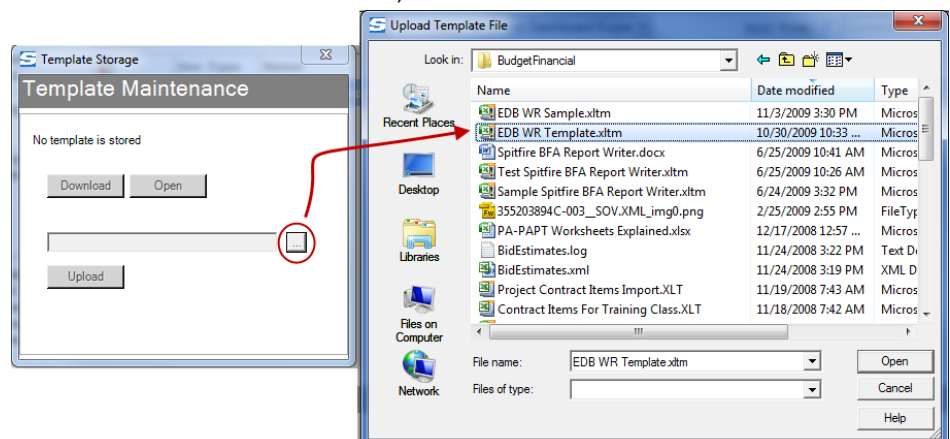 Template Storage
Template Maintenance
No template is stored
Download Open
...
Upload
Upload Template File
Look in: BudgetFinancial
Name Date modified Type
EDB WR Sample.xltm 11/3/2009 3:30 PM Micros
EDB WR Template.xltm 10/30/2009 10:33 ... Micros
Spitfire BFA Report Writer.docx 6/25/2009 10:41 AM Micros
Test Spitfire BFA Report Writer.xltm 6/25/2009 10:26 AM Micros
Sample Spitfire BFA Report Writer.xltm 6/24/2009 3:32 PM Micros
355203894C-003__SOV.XML_img0.png 2/25/2009 2:55 PM FileTyp
PA-PAPT Worksheets Explained.xlsx 12/17/2008 12:57 ... Micros
BidEstimates.log 11/24/2008 3:22 PM Text D
BidEstimates.xml 11/24/2008 3:19 PM XML D
Project Contract Items Import.XLT 11/19/2008 7:43 AM Micros
Contract Items For Training Class.XLT 11/18/2008 7:42 AM Micros
Recent Places
Desktop
Libraries
Files on
Computer
Network
File name: EDB WR Template.xltm Open
Files of type: Cancel
Help